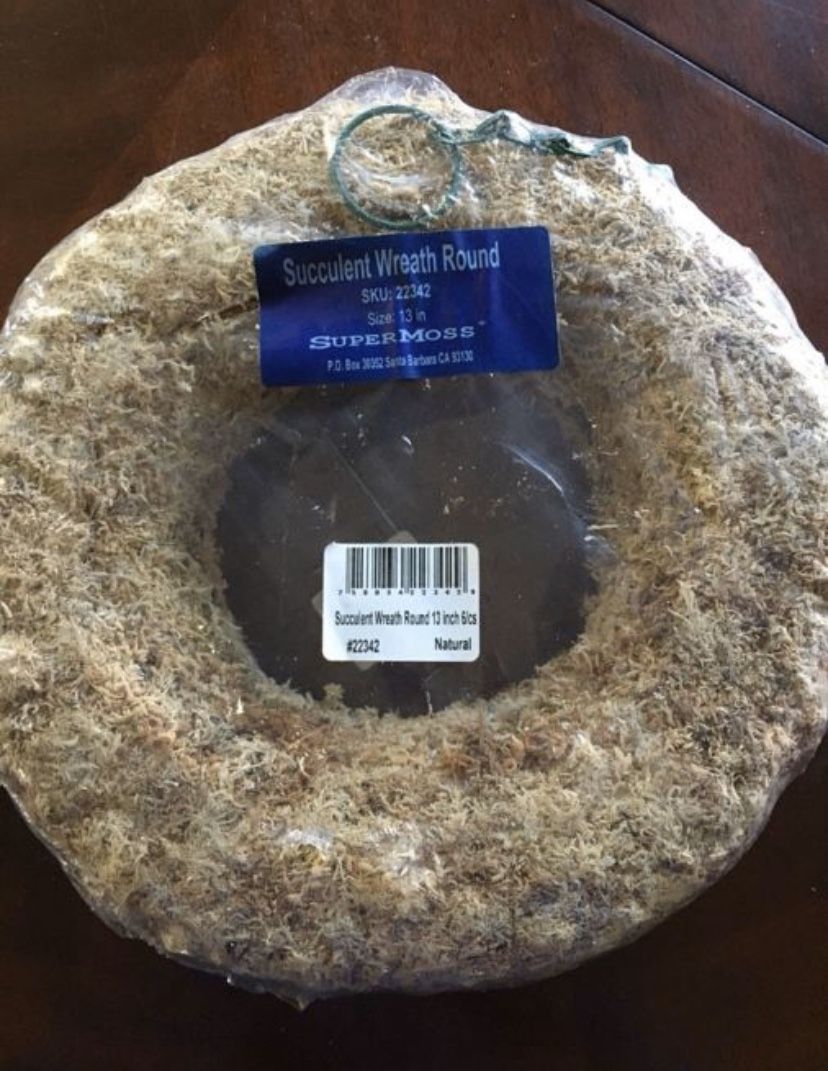 Succulent Wreath Round
SKU: 22342
Size: 13 in
SUPERMOSS
P.O. Box 30352 Santa Barbara CA 93130
Succulent Wreath Round 13 inch 6/cs
#22342 Natural